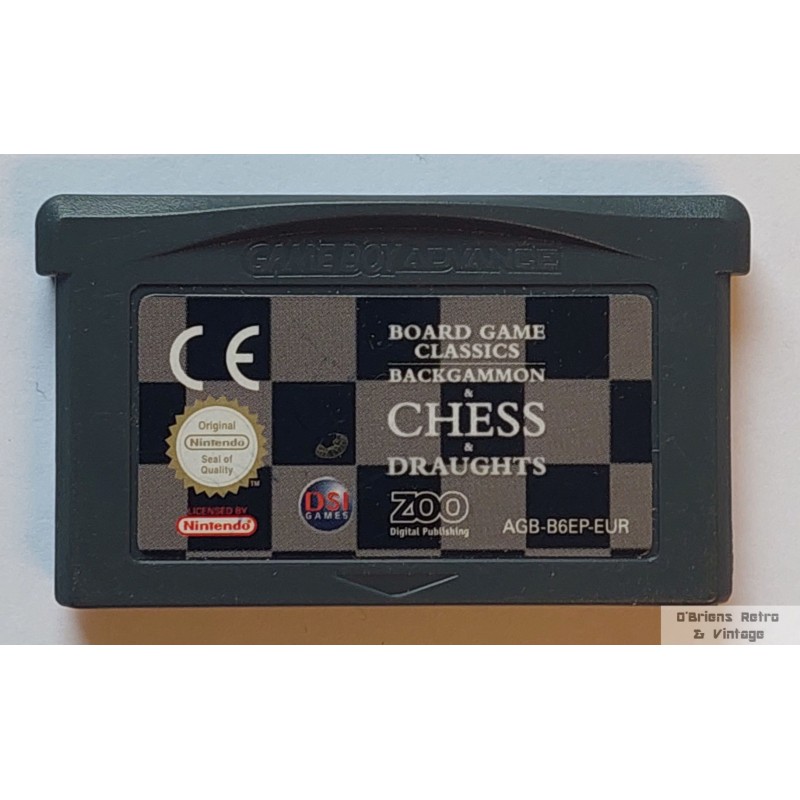 GAME BOY ADVANCE
CE
BOARD GAME
CLASSICS
BACKGAMMON
&
CHESS
&
DRAUGHTS
Original
Nintendo
Seal of
Quality
TM
LICENSED BY
Nintendo
DSI
GAMES
ZOO
Digital Publishing
AGB-B6EP-EUR
O'Briens Retro
& Vintage